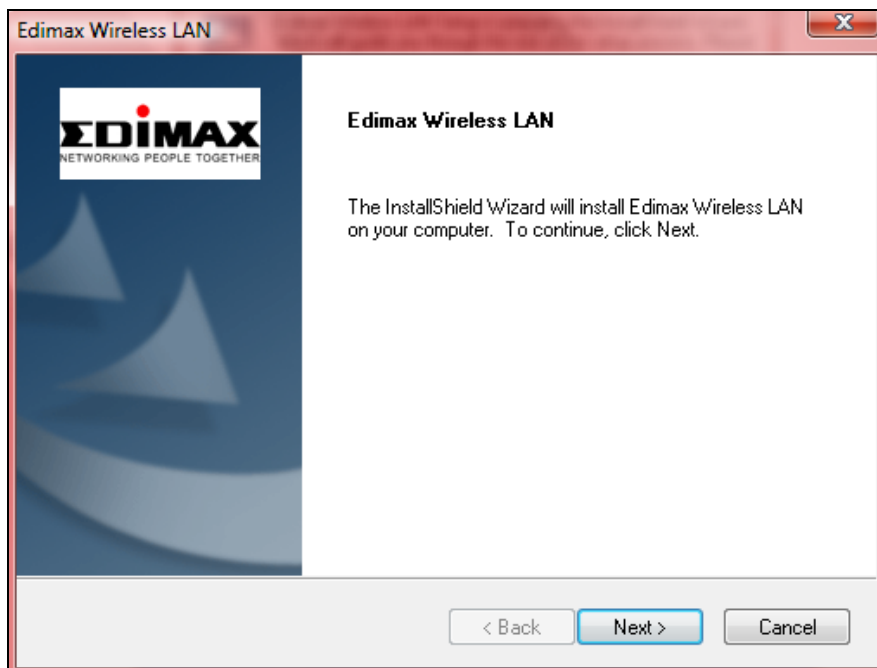 Edimax Wireless LAN
EDiMAX
NETWORKING PEOPLE TOGETHER
Edimax Wireless LAN
The InstallShield Wizard will install Edimax Wireless LAN
on your computer. To continue, click Next.
< Back
Next >
Cancel